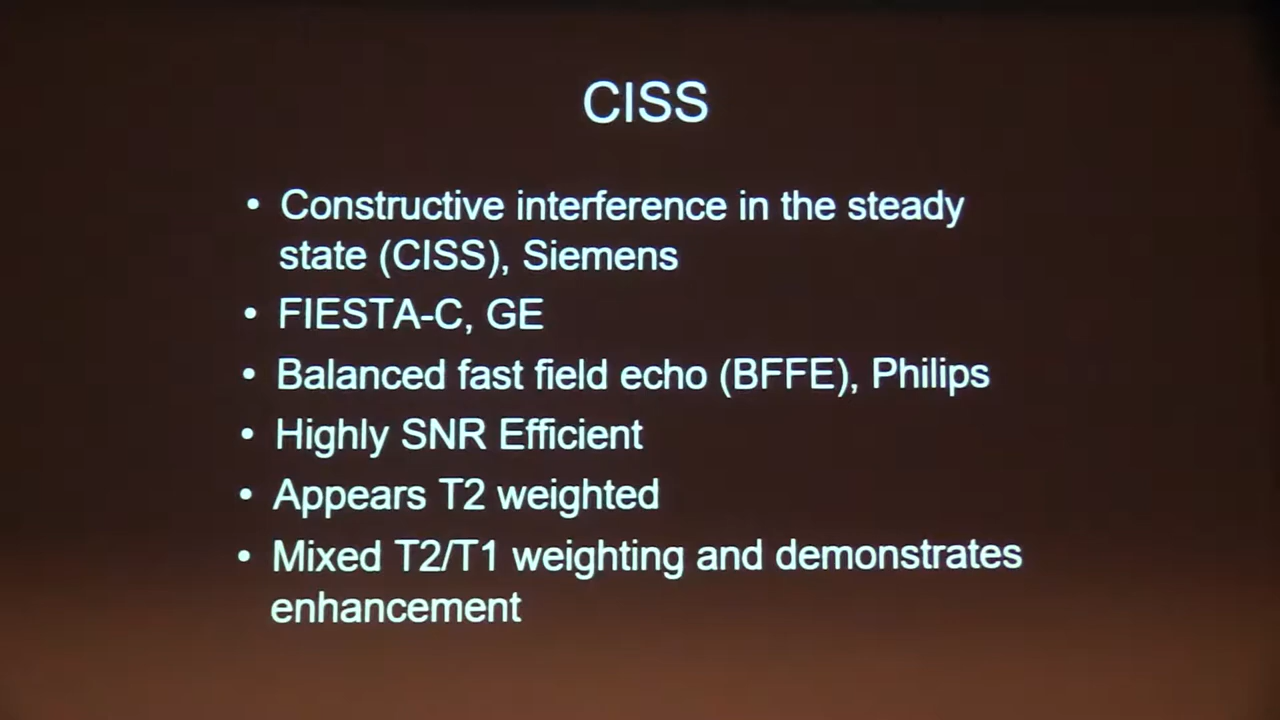 CISS
• Constructive interference in the steady
state (CISS), Siemens
• FIESTA-C, GE
• Balanced fast field echo (BFFE), Philips
• Highly SNR Efficient
• Appears T2 weighted
• Mixed T2/T1 weighting and demonstrates
enhancement